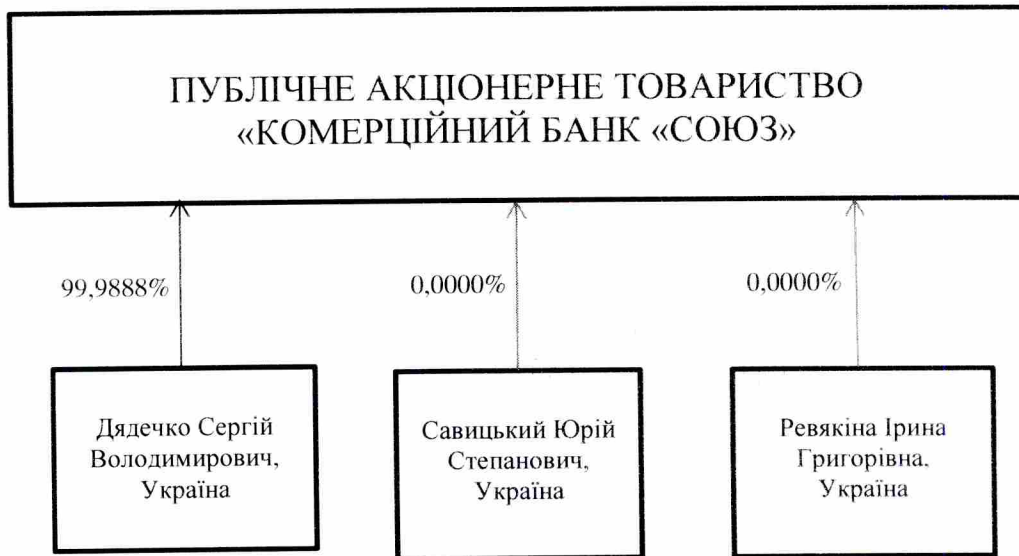 ПУБЛІЧНЕ АКЦІОНЕРНЕ ТОВАРИСТВО
«КОМЕРЦІЙНИЙ БАНК «СОЮЗ»
99,9888%
0,0000%
0,0000%
Дядечко Сергій
Володимирович,
Україна
Савицький Юрій
Степанович,
Україна
Ревякіна Ірина
Григорівна,
Україна